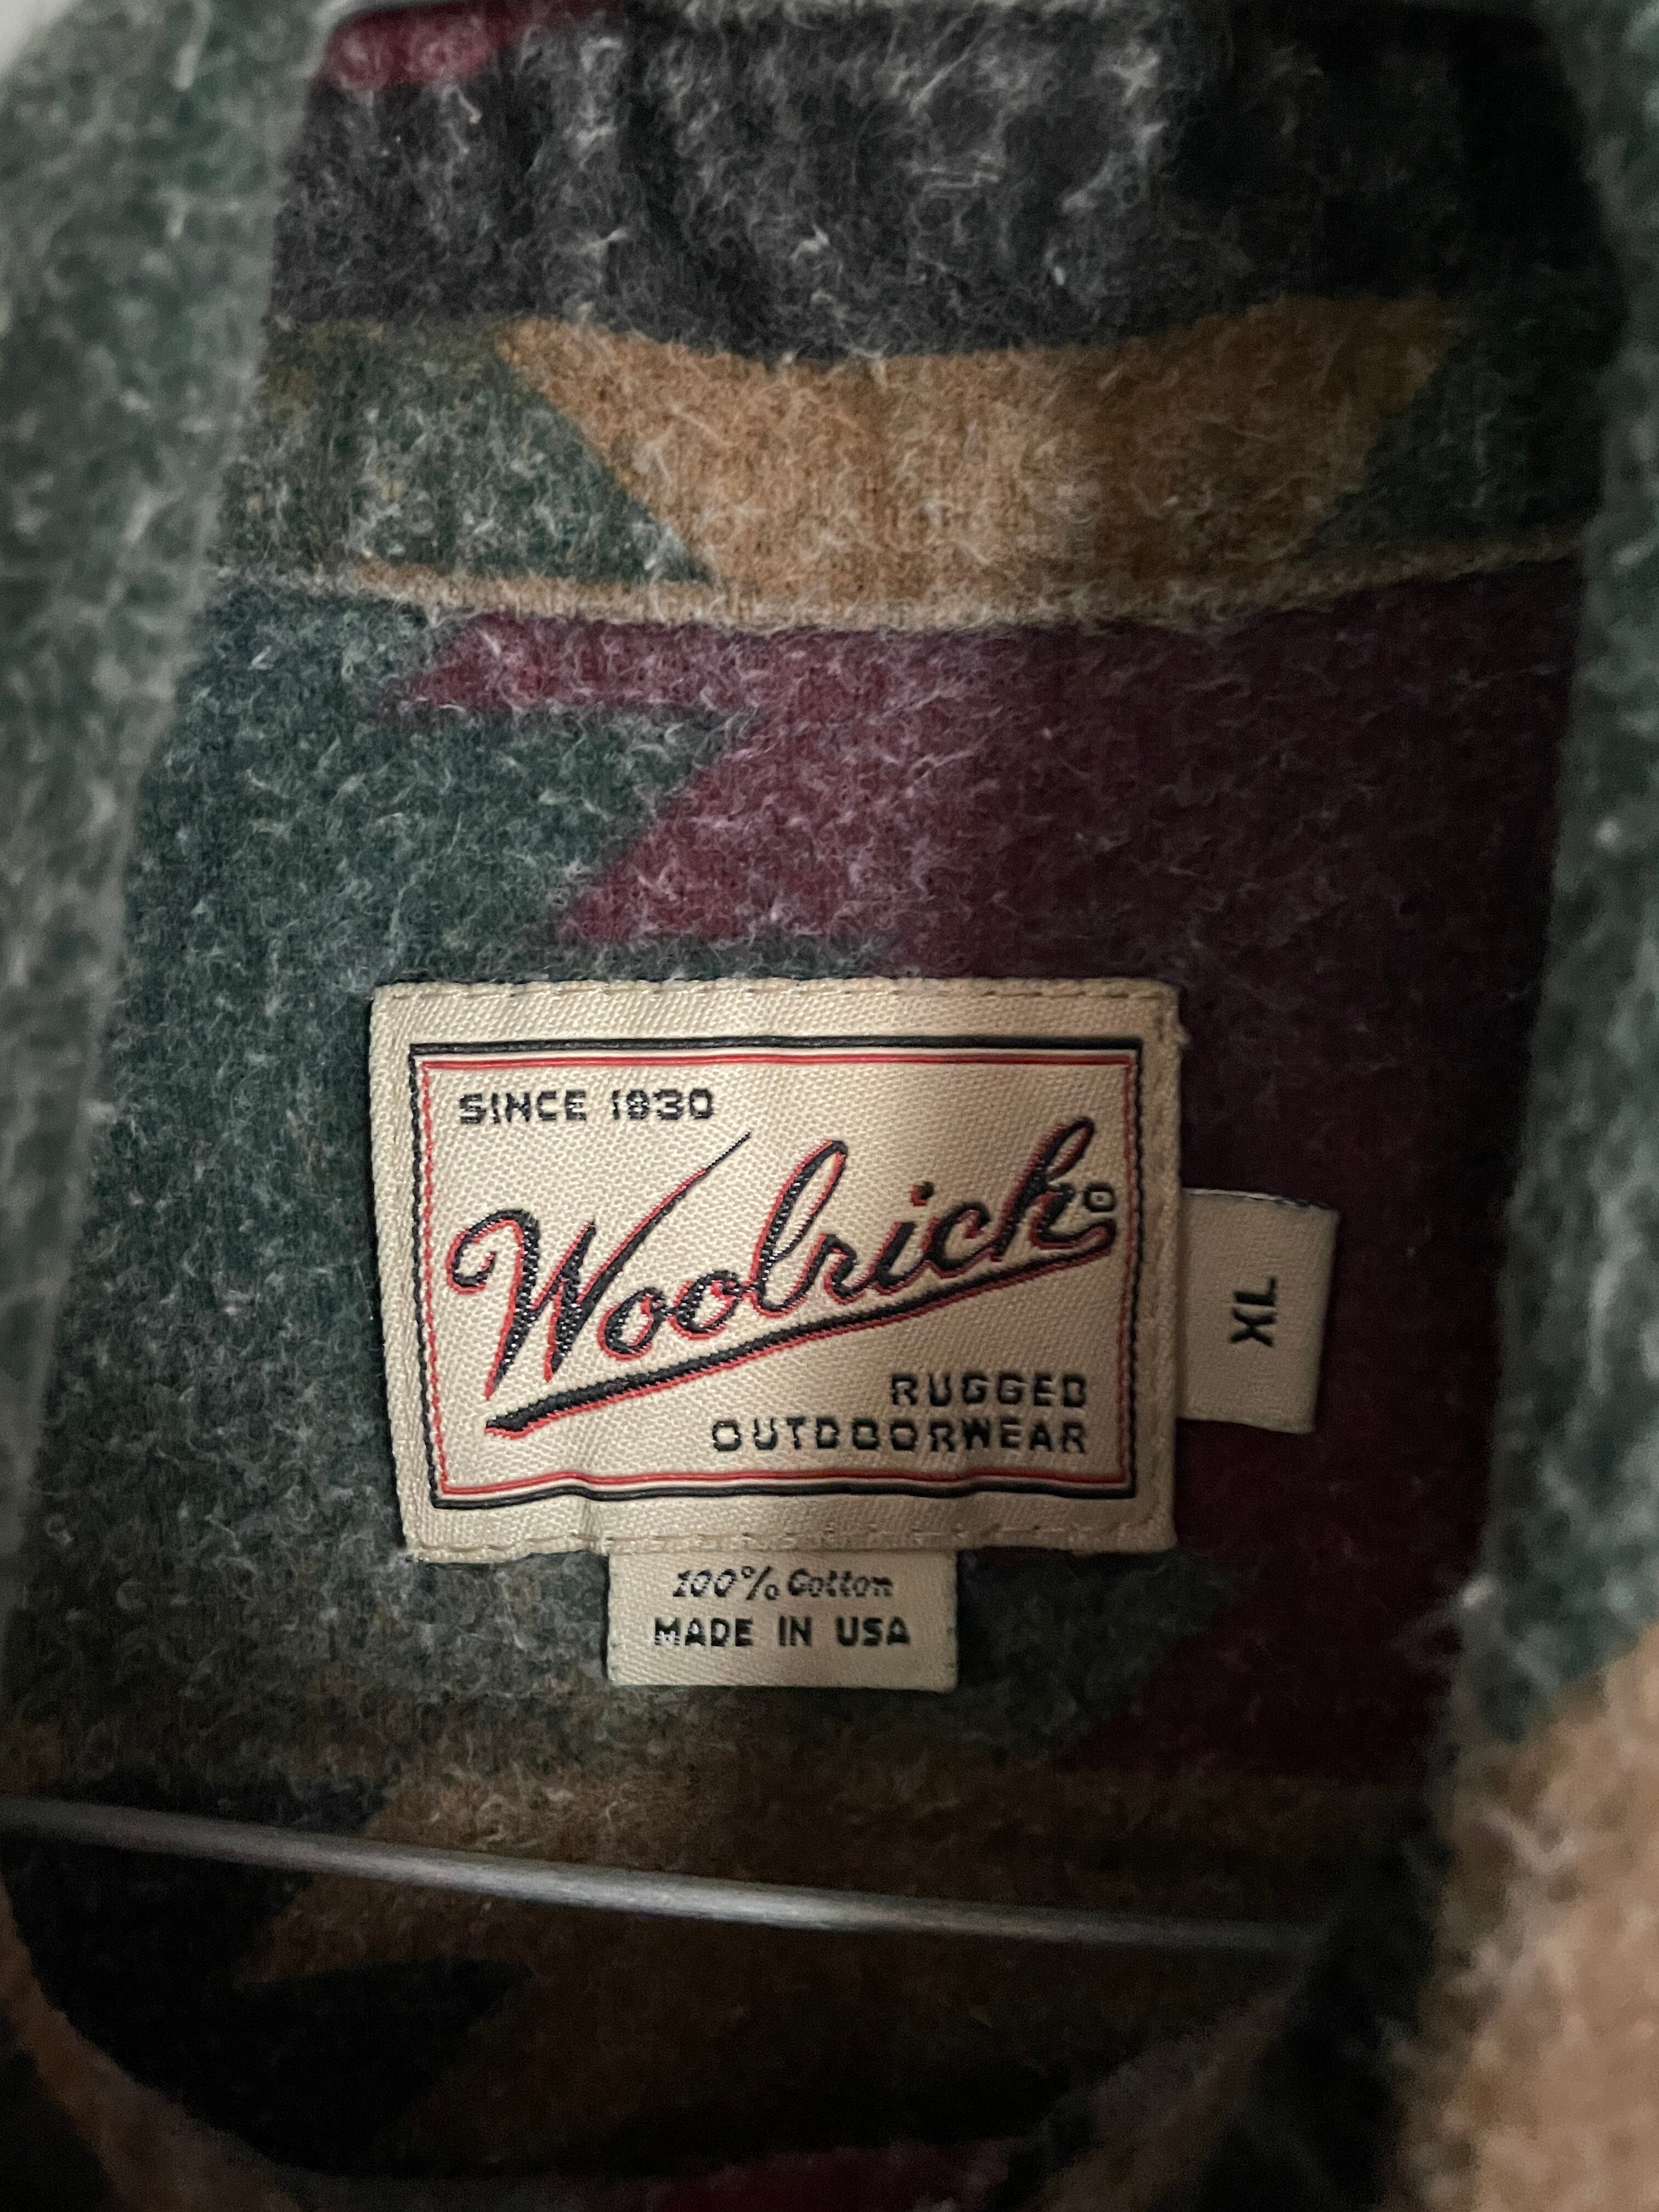 SINCE 1830
Woolrich®
RUGGED
OUTDOORWEAR
XL
100% Cotton
MADE IN USA